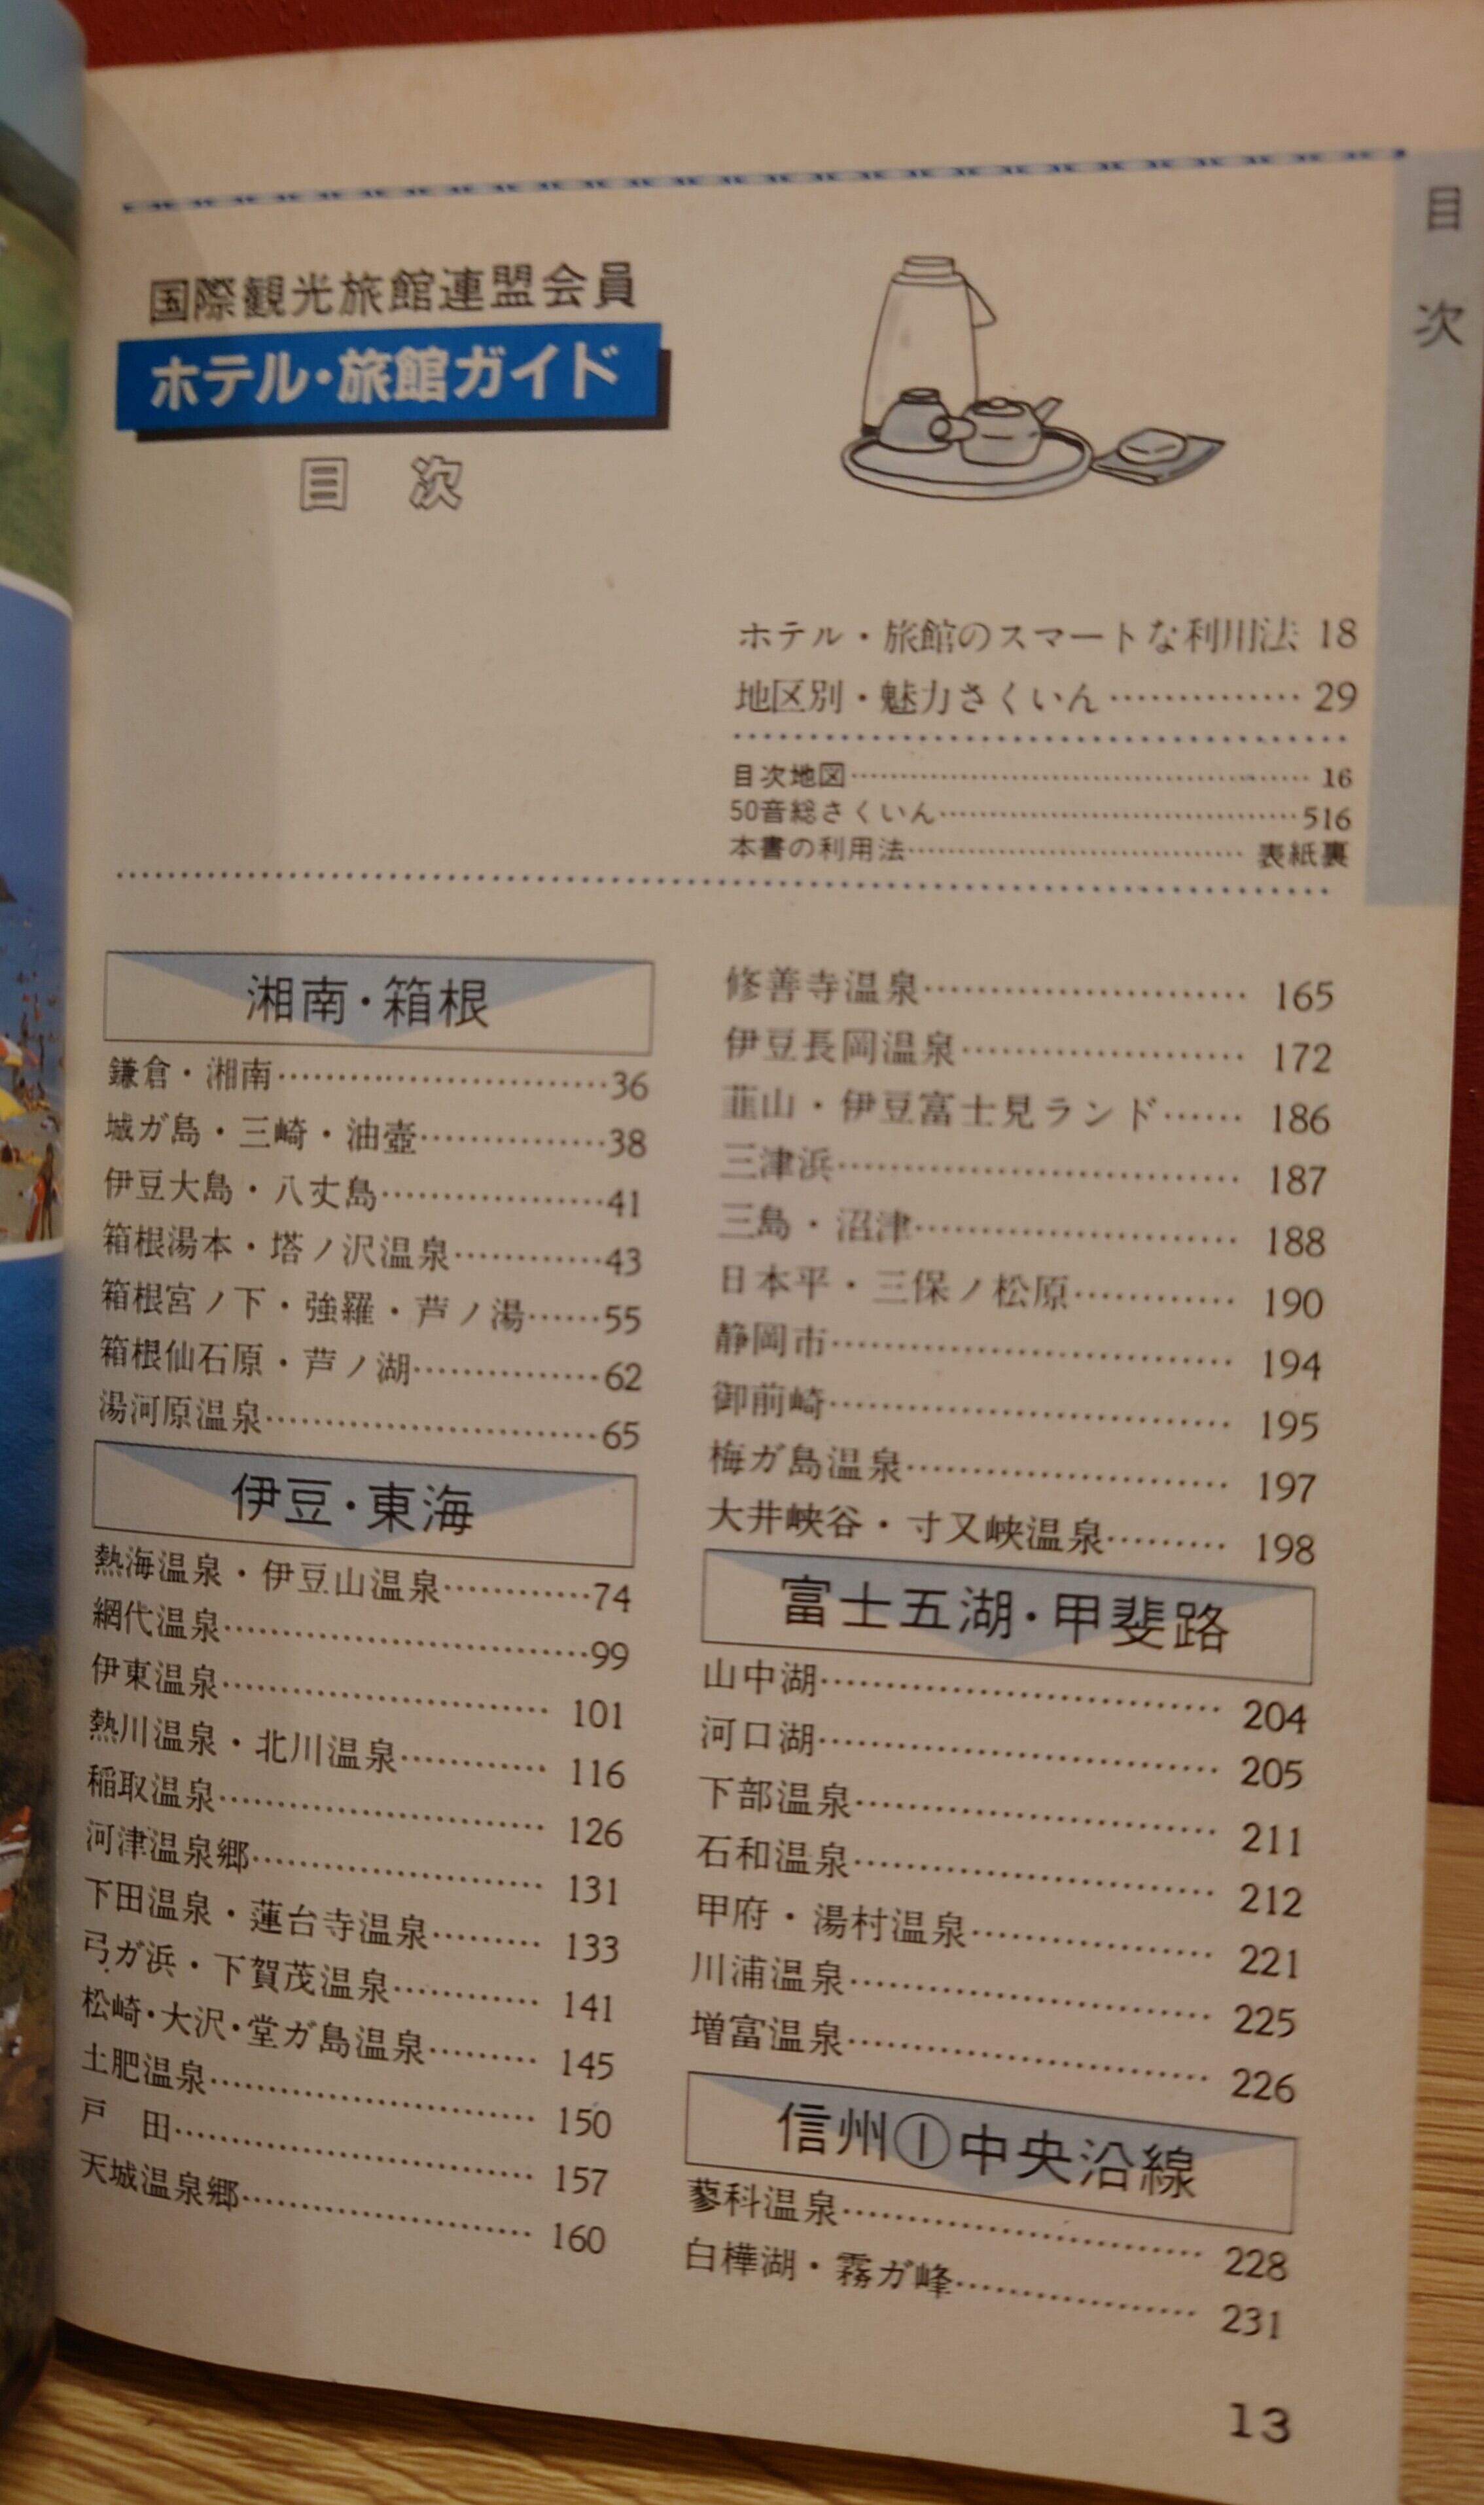 目次
国際観光旅館連盟会員
ホテル・旅館ガイド
目 次
ホテル・旅館のスマートな利用法 18
地区別・魅力さくいん…………… 29
目次地図………………………………… 16
50音総さくいん…………………………516
本書の利用法………………………… 表紙裏
湘南・箱根
鎌倉・湘南…………………………36
城ガ島・三崎・油壺………………38
伊豆大島・八丈島…………………41
箱根湯本・塔ノ沢温泉……………43
箱根宮ノ下・強羅・芦ノ湯………55
箱根仙石原・芦ノ湖………………62
湯河原温泉…………………………65
伊豆・東海
熱海温泉・伊豆山温泉……………74
網代温泉……………………………99
伊東温泉………………………… 101
熱川温泉・北川温泉…………… 116
稲取温泉………………………… 126
河津温泉郷……………………… 131
下田温泉・蓮台寺温泉………… 133
弓ガ浜・下賀茂温泉…………… 141
松崎・大沢・堂ガ島温泉……… 145
土肥温泉………………………… 150
戸 田…………………………… 157
天城温泉郷……………………… 160
修善寺温泉……………………… 165
伊豆長岡温泉…………………… 172
韮山・伊豆富士見ランド……… 186
三津浜…………………………… 187
三島・沼津……………………… 188
日本平・三保ノ松原…………… 190
静岡市…………………………… 194
御前崎…………………………… 195
梅ガ島温泉……………………… 197
大井峡谷・寸又峡温泉………… 198
富士五湖・甲斐路
山中湖…………………………… 204
河口湖…………………………… 205
下部温泉………………………… 211
石和温泉………………………… 212
甲府・湯村温泉………………… 221
川浦温泉………………………… 225
増富温泉………………………… 226
信州①中央沿線
蓼科温泉………………………… 228
白樺湖・霧ガ峰………………… 231
13